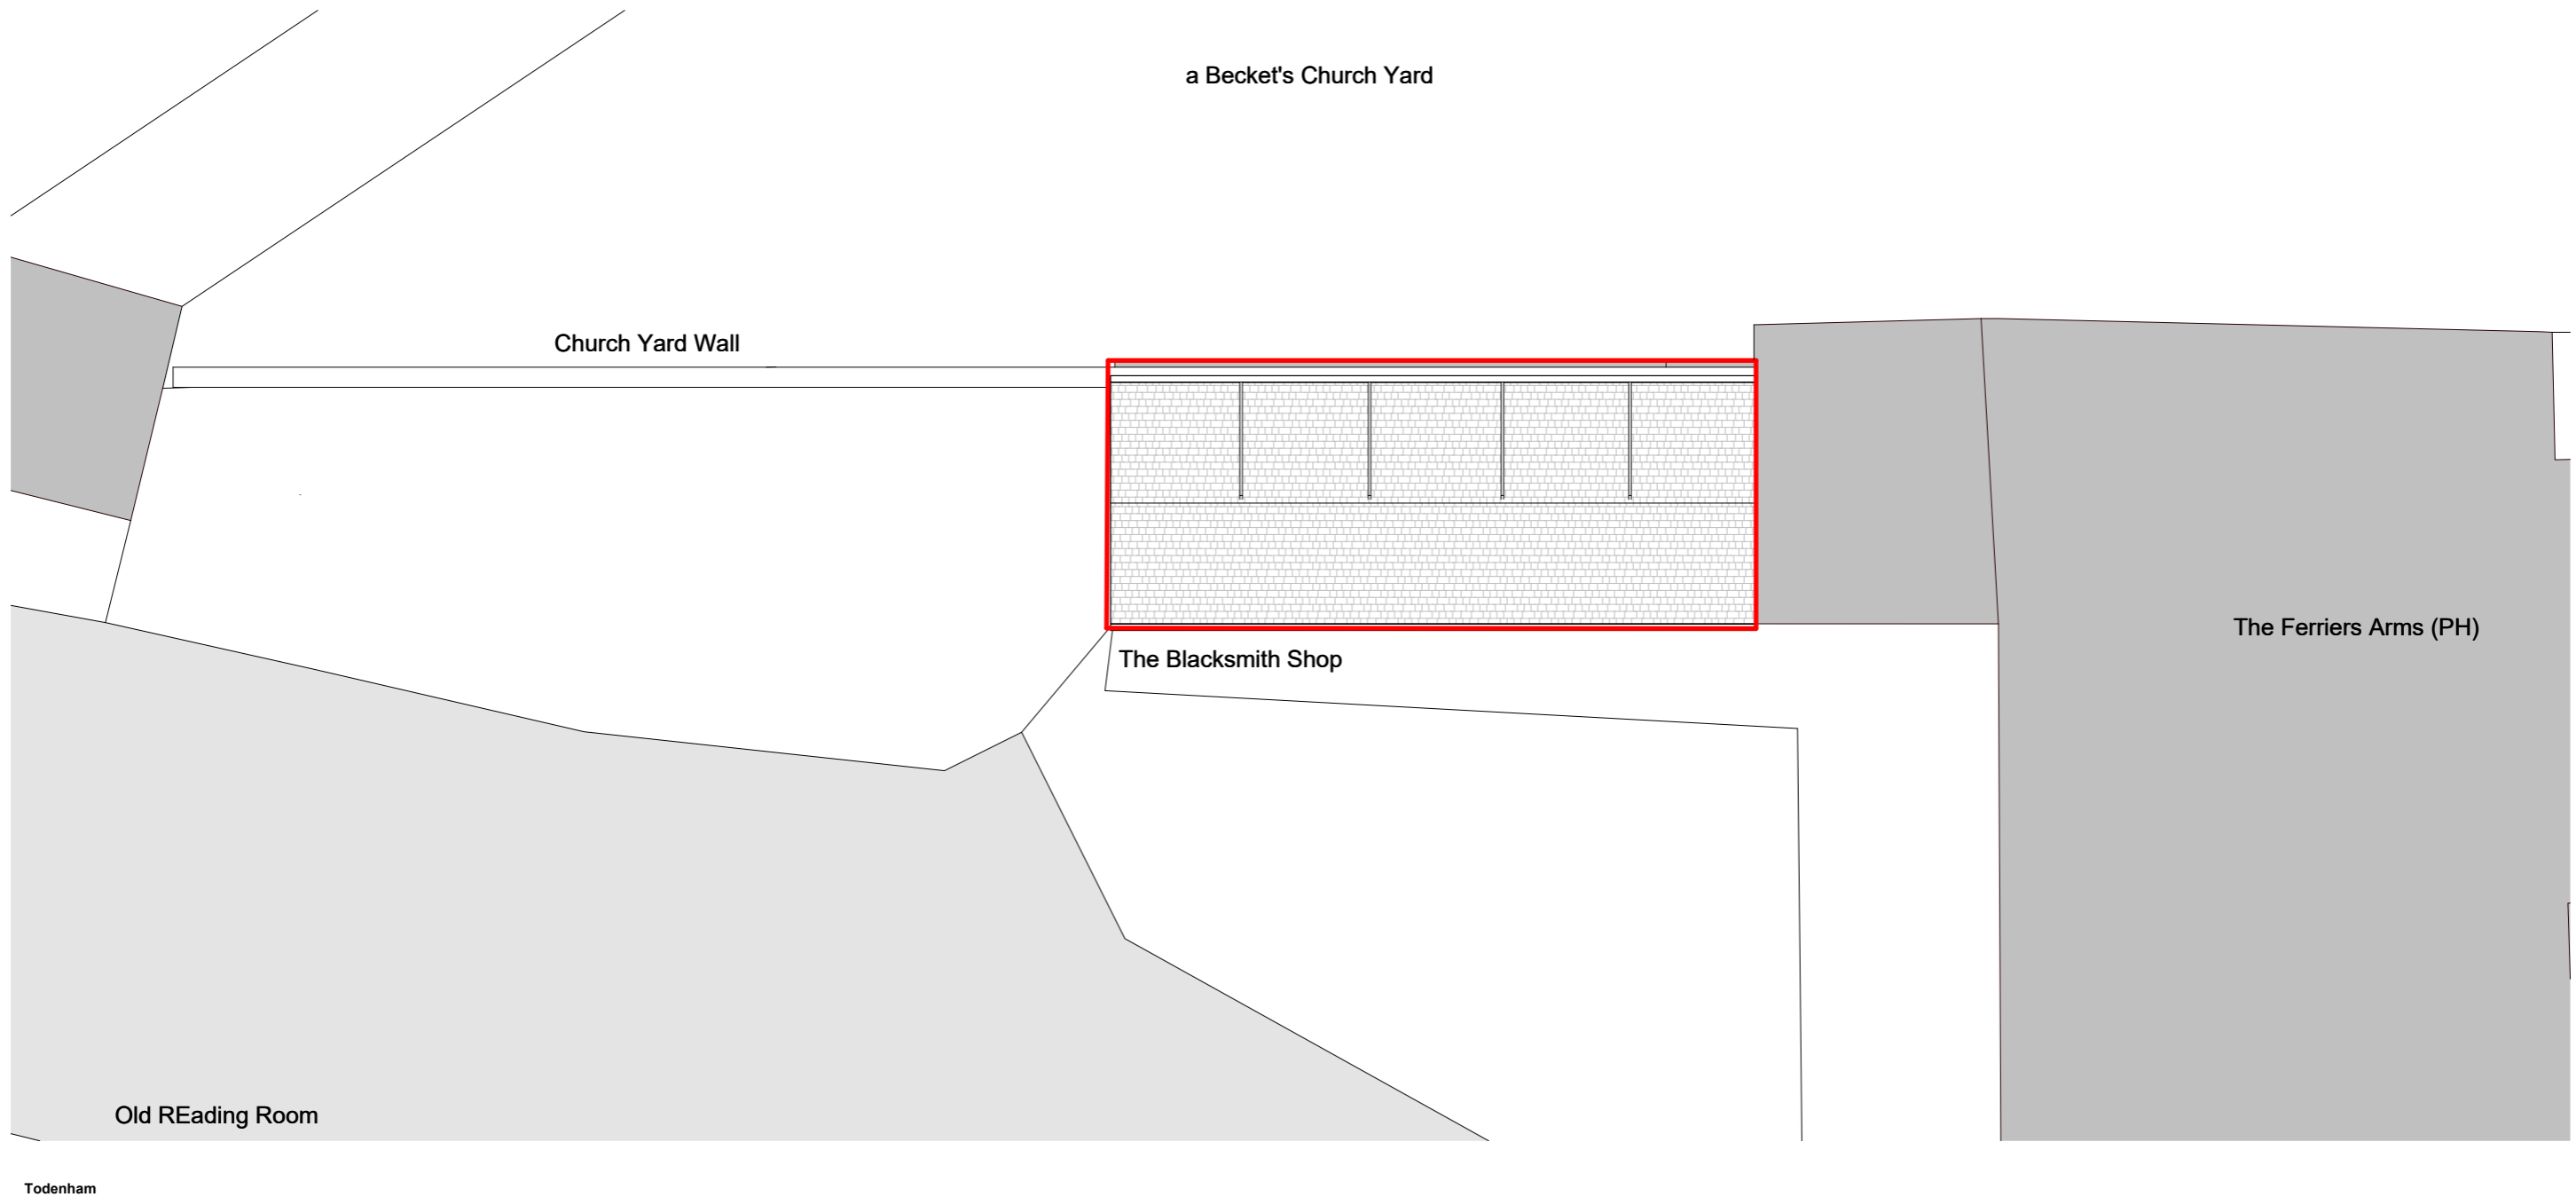 a Becket's Church Yard
Church Yard Wall
The Ferriers Arms (PH)
The Blacksmith Shop
Old REading Room
Todenham